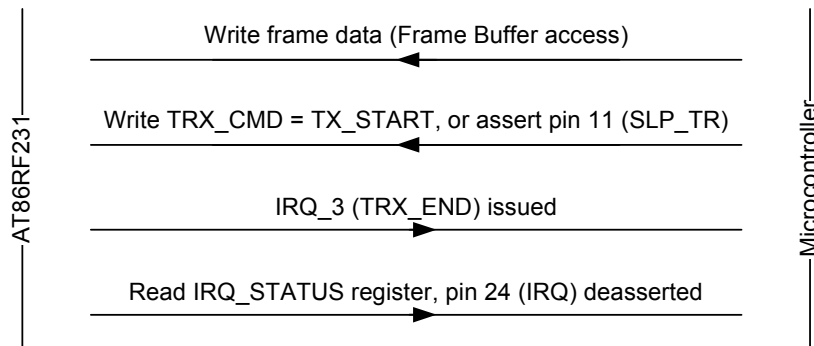 Write frame data (Frame Buffer access)
Write TRX_CMD = TX_START, or assert pin 11 (SLP_TR)
IRQ_3 (TRX_END) issued
Read IRQ_STATUS register, pin 24 (IRQ) deasserted
AT86RF231
Microcontroller